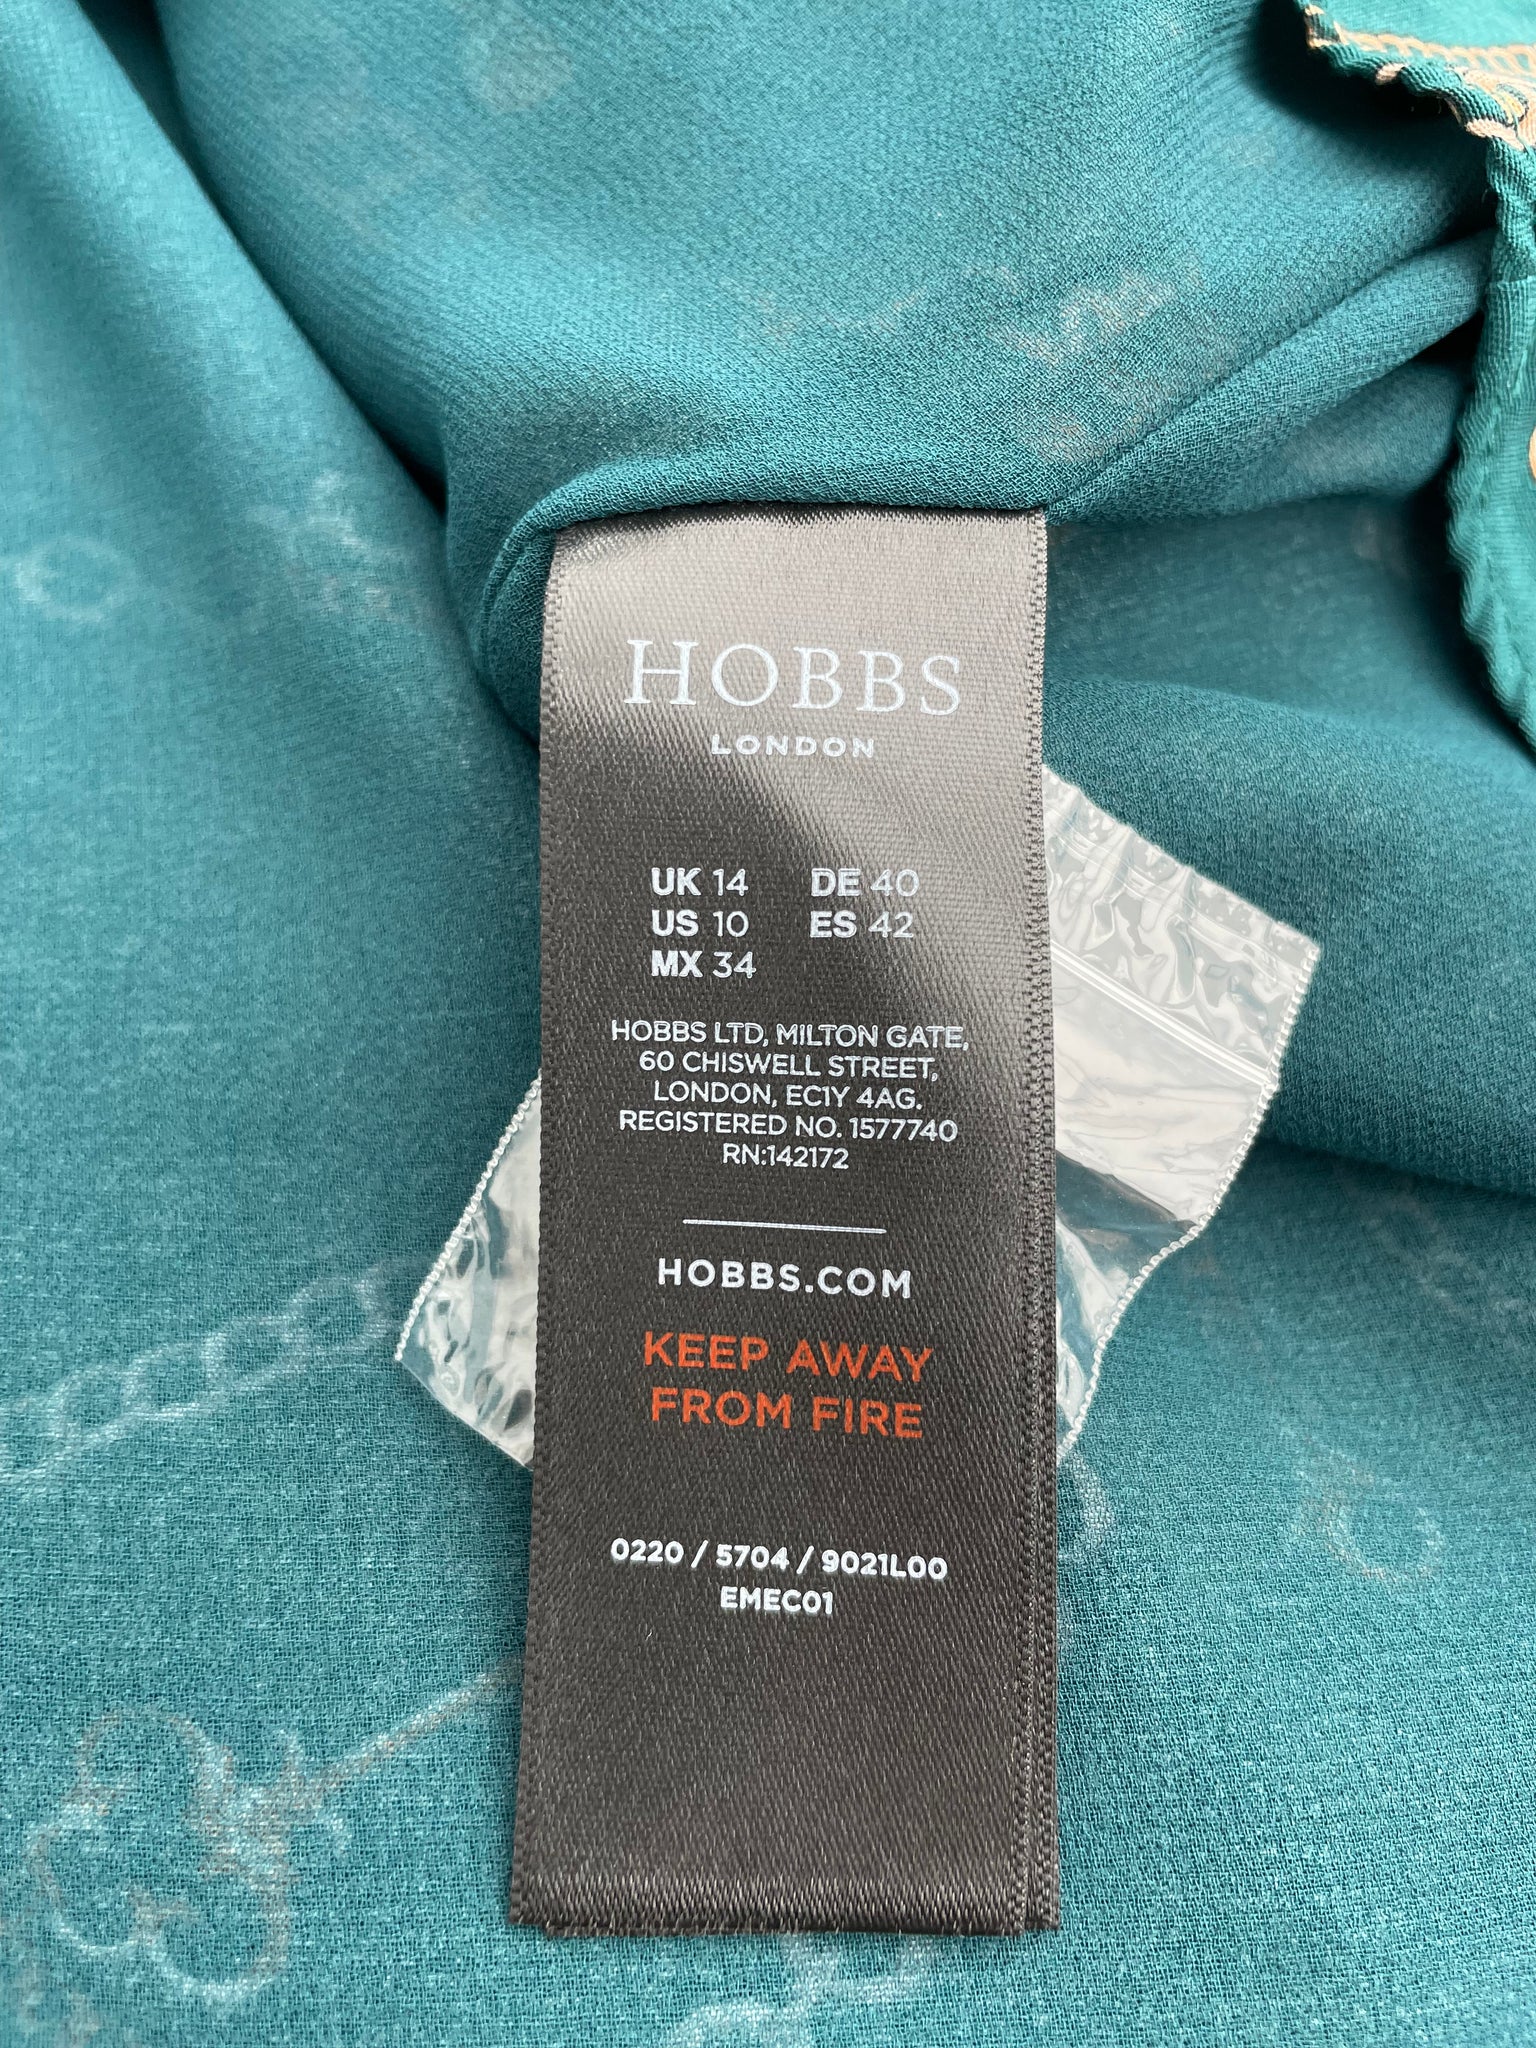 HOBBS
LONDON
UK 14 DE 40
US 10 ES 42
MX 34
HOBBS LTD, MILTON GATE,
60 CHISWELL STREET,
LONDON, EC1Y 4AG.
REGISTERED NO. 1577740
RN:142172
HOBBS.COM
KEEP AWAY
FROM FIRE
0220 / 5704 / 9021L00
EMEC01